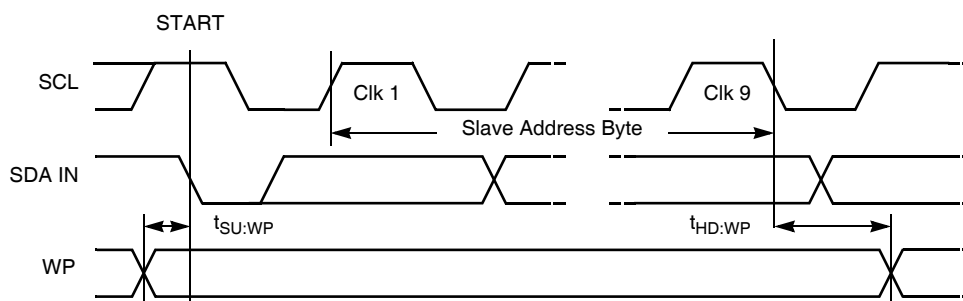 START
SCL
Clk 1
Clk 9
Slave Address Byte
SDA IN
tSU:WP
tHD:WP
WP